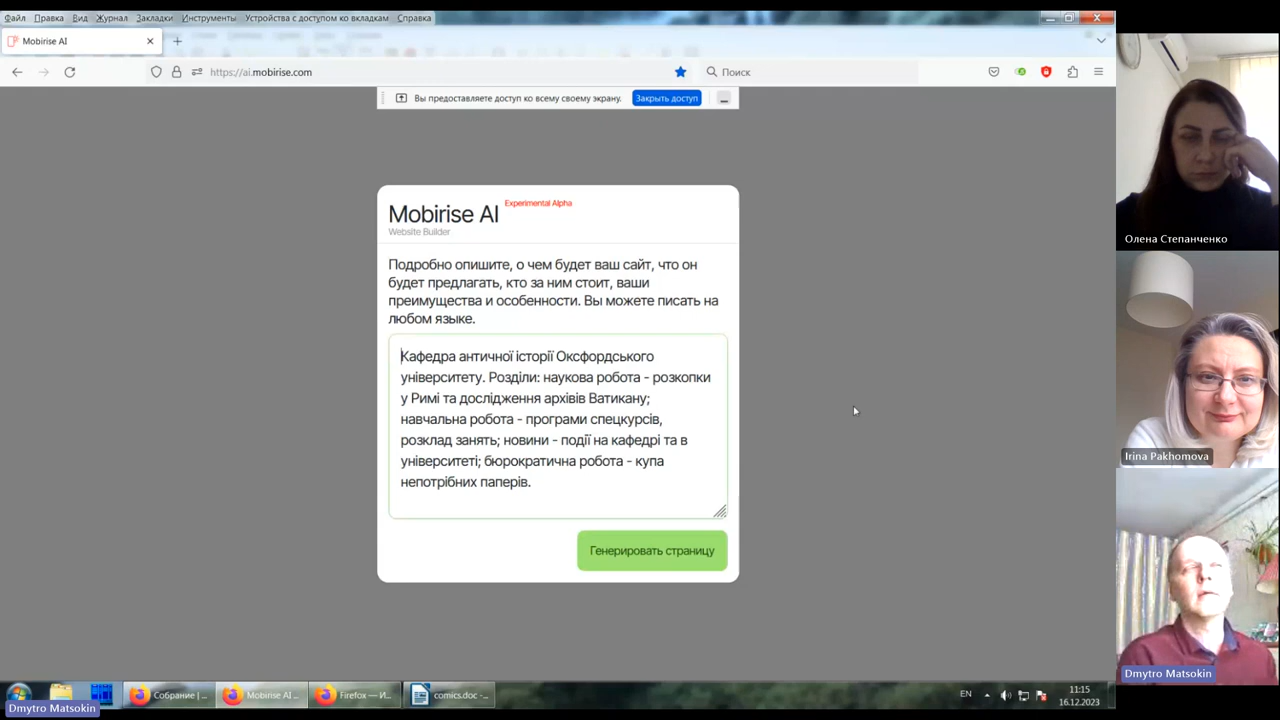 Файл Правка Вид Журнал Закладки Инструменты Устройства с доступом ко вкладкам Справка
Mobirise AI
https://ai.mobirise.com
Поиск
Вы предоставляете доступ ко всему своему экрану.
Закрыть доступ
Mobirise AI Experimental Alpha
Website Builder
Подробно опишите, о чем будет ваш сайт, что он
будет предлагать, кто за ним стоит, ваши
преимущества и особенности. Вы можете писать на
любом языке.
Кафедра античної історії Оксфордського
університету. Розділи: наукова робота - розкопки
у Римі та дослідження архівів Ватикану;
навчальна робота - програми спецкурсів,
розклад занять; новини - події на кафедрі та в
університеті; бюрократична робота - купа
непотрібних паперів.
Генерировать страницу
Олена Степанченко
Irina Pakhomova
Dmytro Matsokin
Собрание | ...
Mobirise AI ...
Firefox — И...
comics.doc -...
EN
11:15
16.12.2023
Dmytro Matsokin